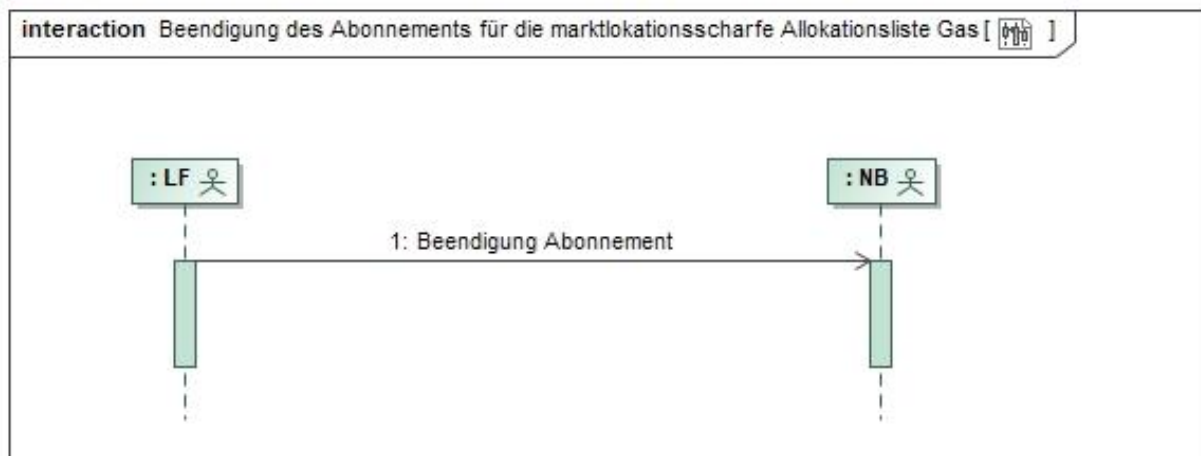 interaction Beendigung des Abonnements für die marktlokationsscharfe Allokationsliste Gas [ ]
: LF
: NB
1: Beendigung Abonnement